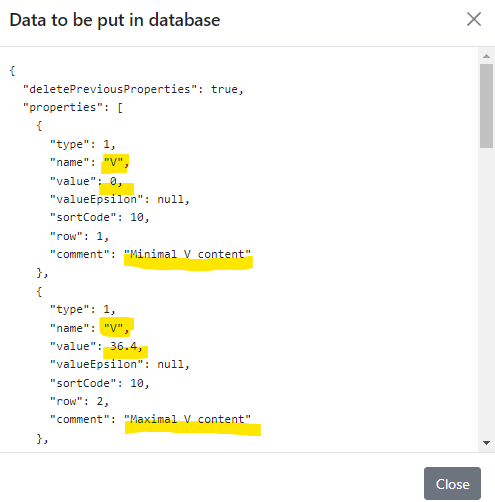 Data to be put in database
{
"deletePreviousProperties": true,
"properties": [
{
"type": 1,
"name": "V",
"value": 0,
"valueEpsilon": null,
"sortCode": 10,
"row": 1,
"comment": "Minimal V content"
},
{
"type": 1,
"name": "V",
"value": 36.4,
"valueEpsilon": null,
"sortCode": 10,
"row": 2,
"comment": "Maximal V content"
},
Close